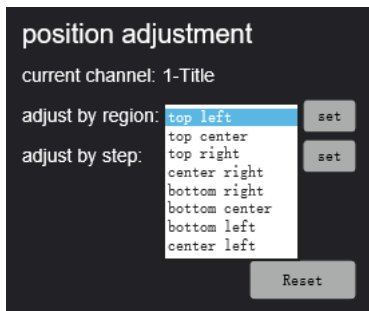 position adjustment
current channel: 1-Title
adjust by region: top left set
top center
adjust by step: top right set
center right
bottom right
bottom center
bottom left
center left
Reset